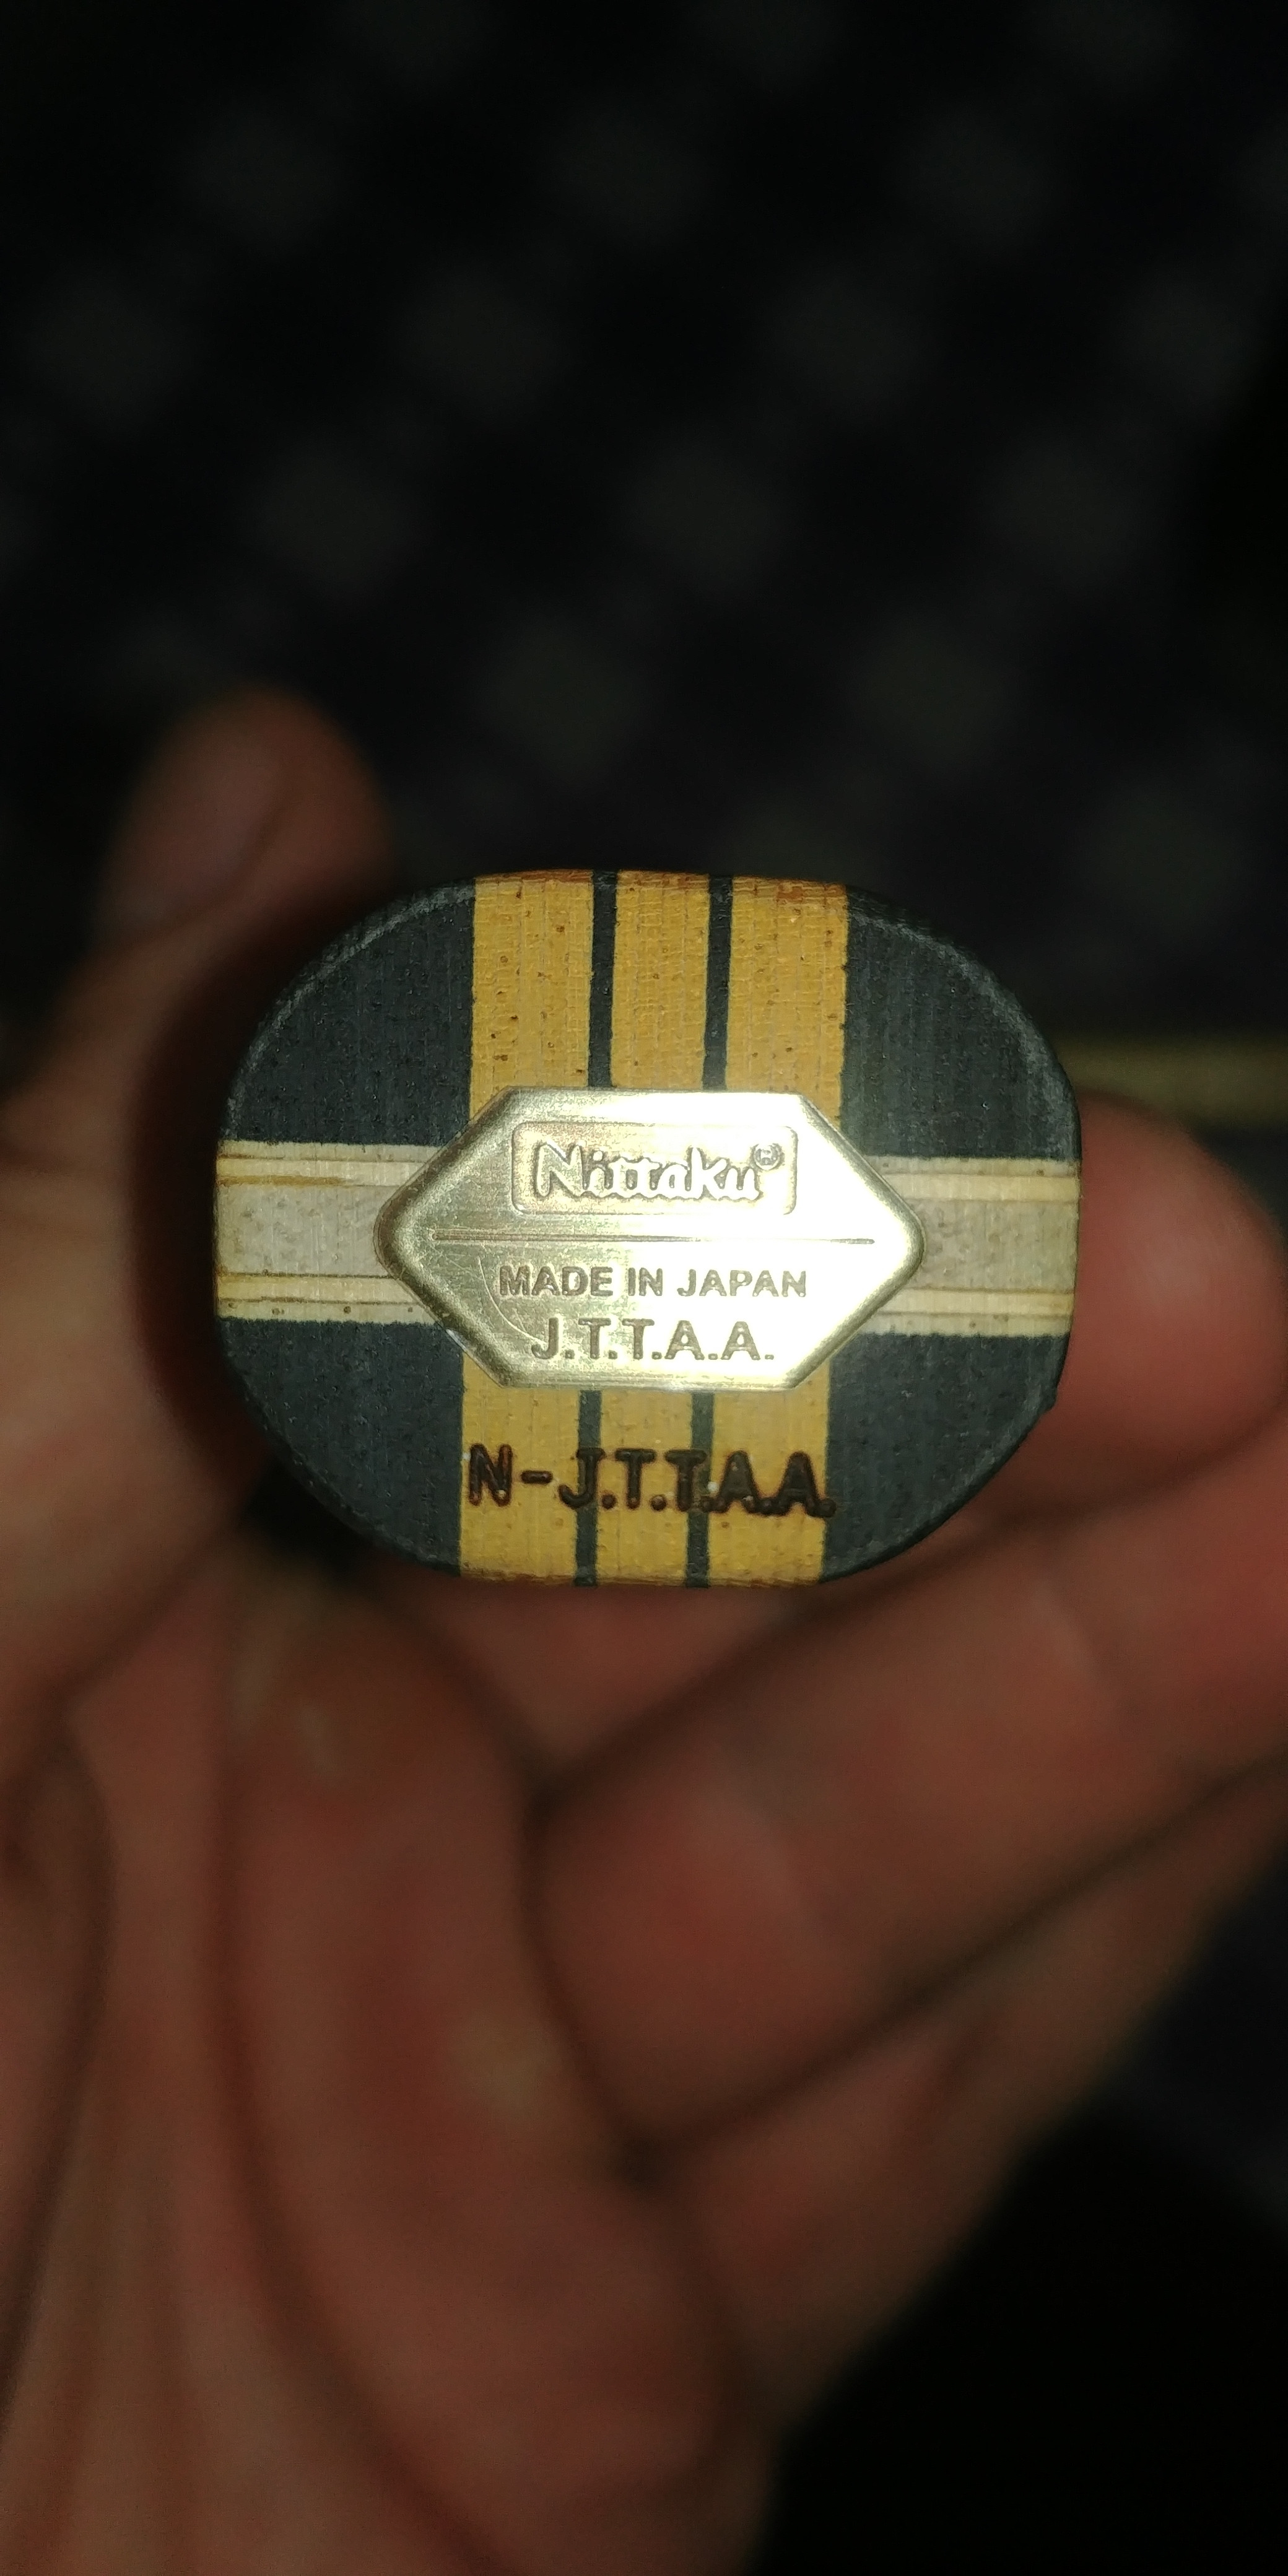 Nittaku®
MADE IN JAPAN
J.T.T.A.A.
N-J.T.T.A.A.